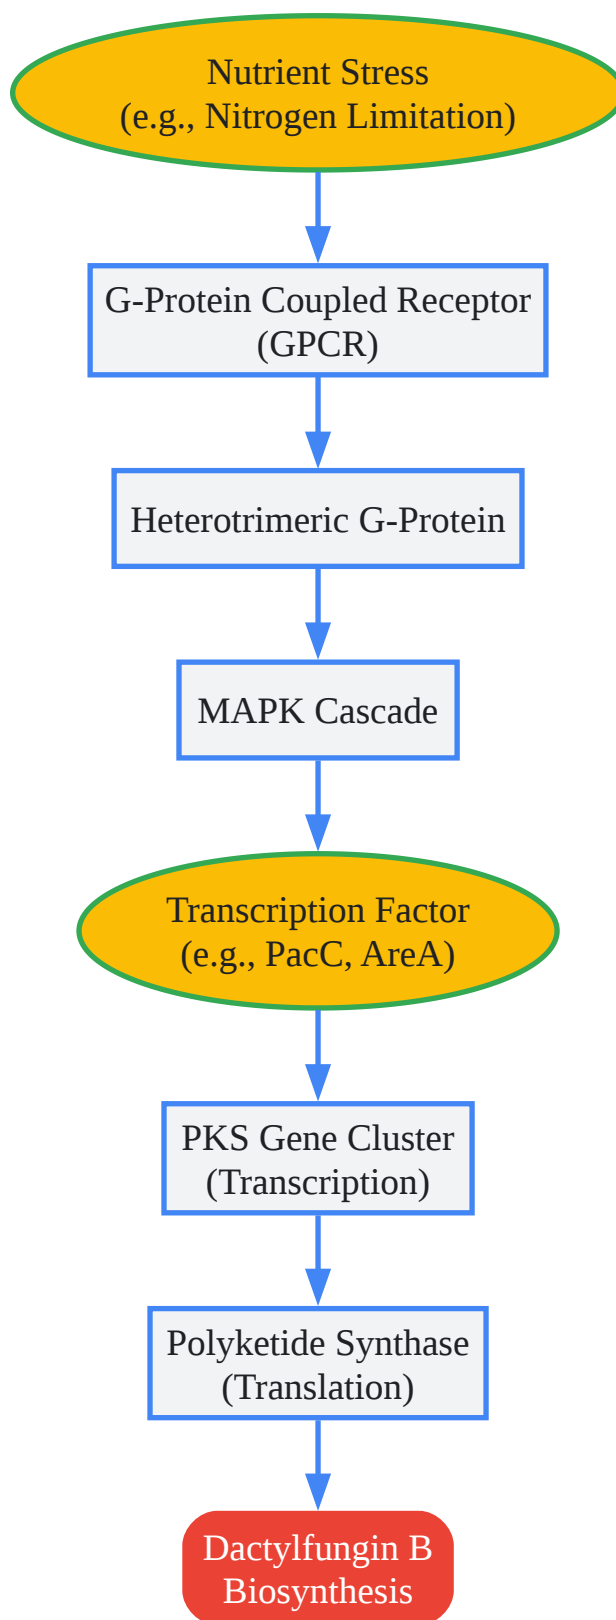 Nutrient Stress
(e.g., Nitrogen Limitation)
G-Protein Coupled Receptor
(GPCR)
Heterotrimeric G-Protein
MAPK Cascade
Transcription Factor
(e.g., PacC, AreA)
PKS Gene Cluster
(Transcription)
Polyketide Synthase
(Translation)
Dactylfungin B
Biosynthesis